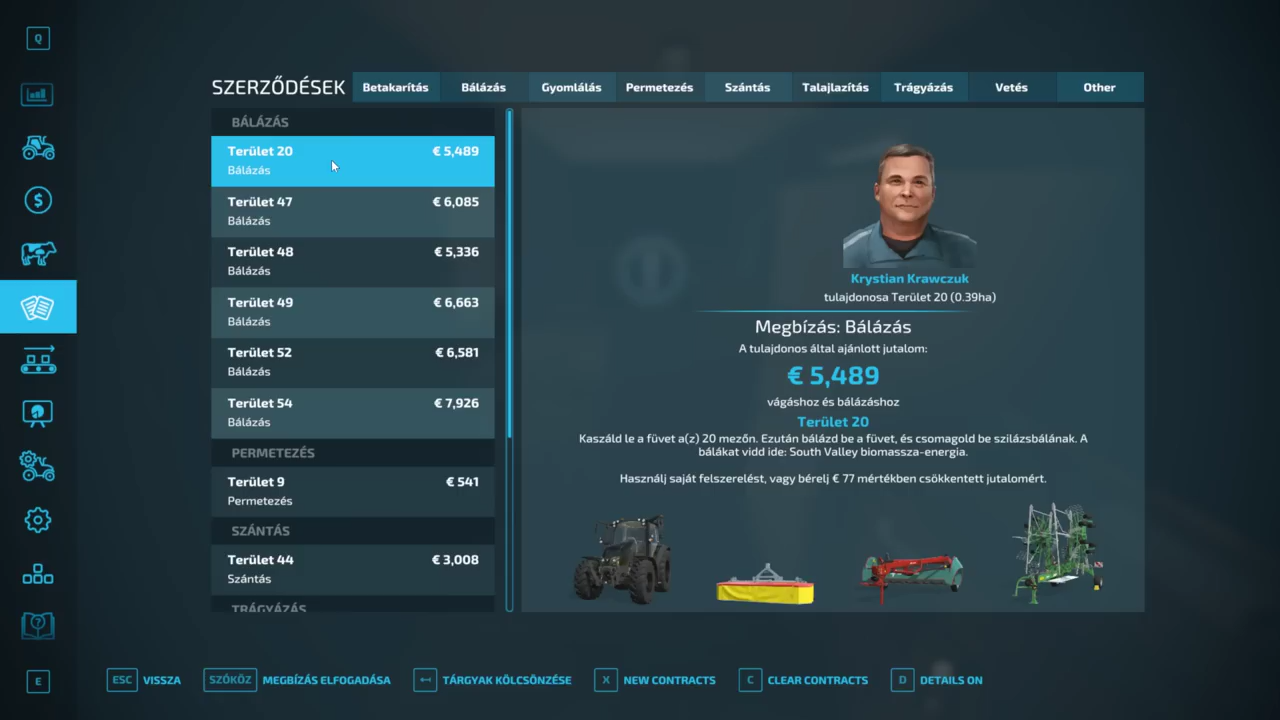 Q
SZERZŐDÉSEK
Betakarítás
Bálázás
Gyomlálás
Permetezés
Szántás
Talajlazítás
Trágyázás
Vetés
Other
BÁLÁZÁS
Terület 20 € 5,489
Bálázás
Terület 47 € 6,085
Bálázás
Terület 48 € 5,336
Bálázás
Terület 49 € 6,663
Bálázás
Terület 52 € 6,581
Bálázás
Terület 54 € 7,926
Bálázás
PERMETEZÉS
Terület 9 € 541
Permetezés
SZÁNTÁS
Terület 44 € 3,008
Szántás
TRÁGYÁZÁS
Krystian Krawczuk
tulajdonosa Terület 20 (0.39ha)
Megbízás: Bálázás
A tulajdonos által ajánlott jutalom:
€ 5,489
vágáshoz és bálázáshoz
Terület 20
Kaszáld le a füvet a(z) 20 mezőn. Ezután bálázd be a füvet, és csomagold be szilázsbálának. A
bálákat vidd ide: South Valley biomassza-energia.
Használj saját felszerelést, vagy bérelj € 77 mértékben csökkentett jutalomért.
E
ESC VISSZA
SZÓKÖZ MEGBÍZÁS ELFOGADÁSA
TÁRGYAK KÖLCSÖNZÉSE
X NEW CONTRACTS
C CLEAR CONTRACTS
D DETAILS ON